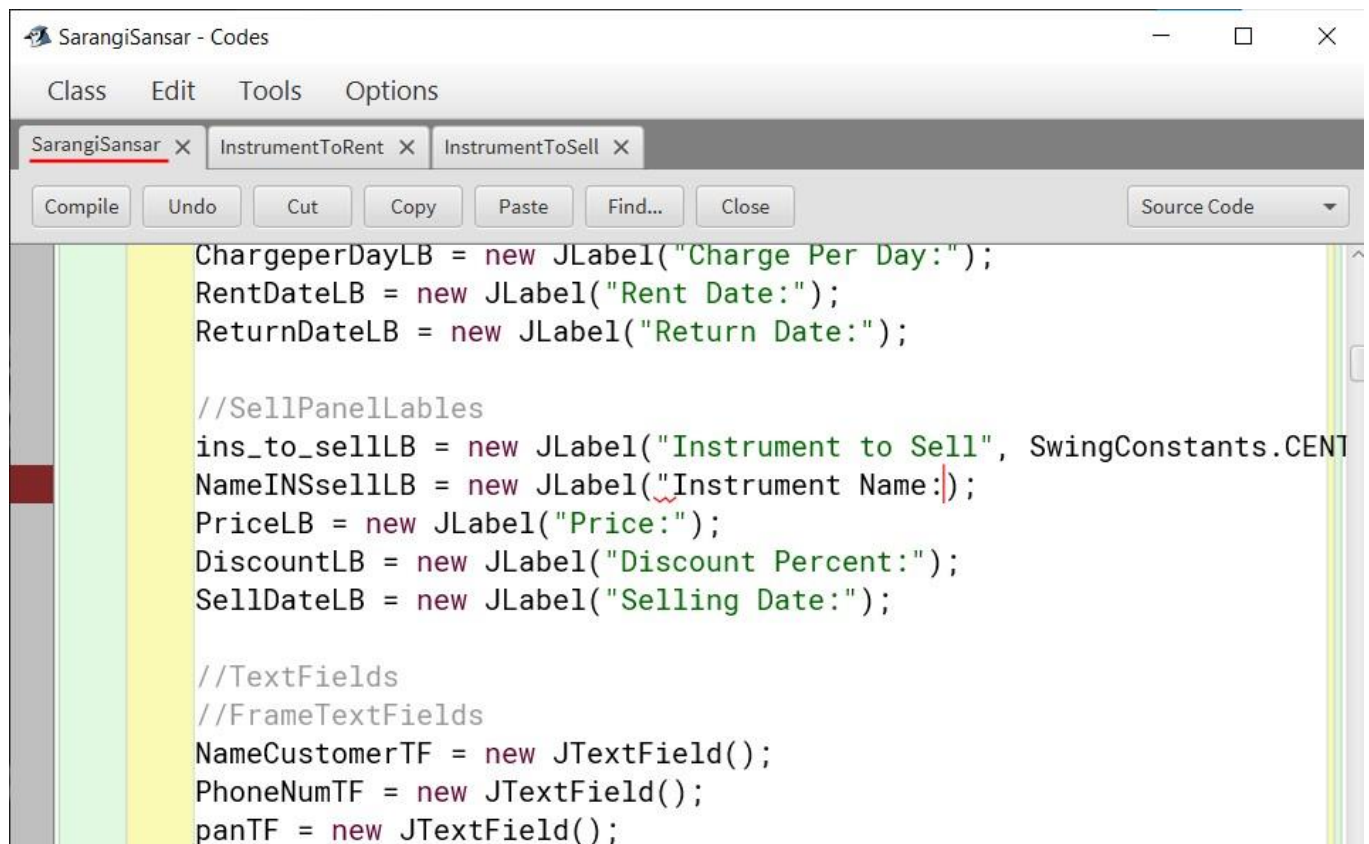 SarangiSansar - Codes
Class Edit Tools Options
SarangiSansar InstrumentToRent InstrumentToSell
Compile Undo Cut Copy Paste Find... Close Source Code
ChargeperDayLB = new JLabel("Charge Per Day:");
RentDateLB = new JLabel("Rent Date:");
ReturnDateLB = new JLabel("Return Date:");
//SellPanelLables
ins_to_sellLB = new JLabel("Instrument to Sell", SwingConstants.CENT
NameINSsellLB = new JLabel("Instrument Name:);
PriceLB = new JLabel("Price:");
DiscountLB = new JLabel("Discount Percent:");
SellDateLB = new JLabel("Selling Date:");
//TextFields
//FrameTextFields
NameCustomerTF = new JTextField();
PhoneNumTF = new JTextField();
panTF = new JTextField();